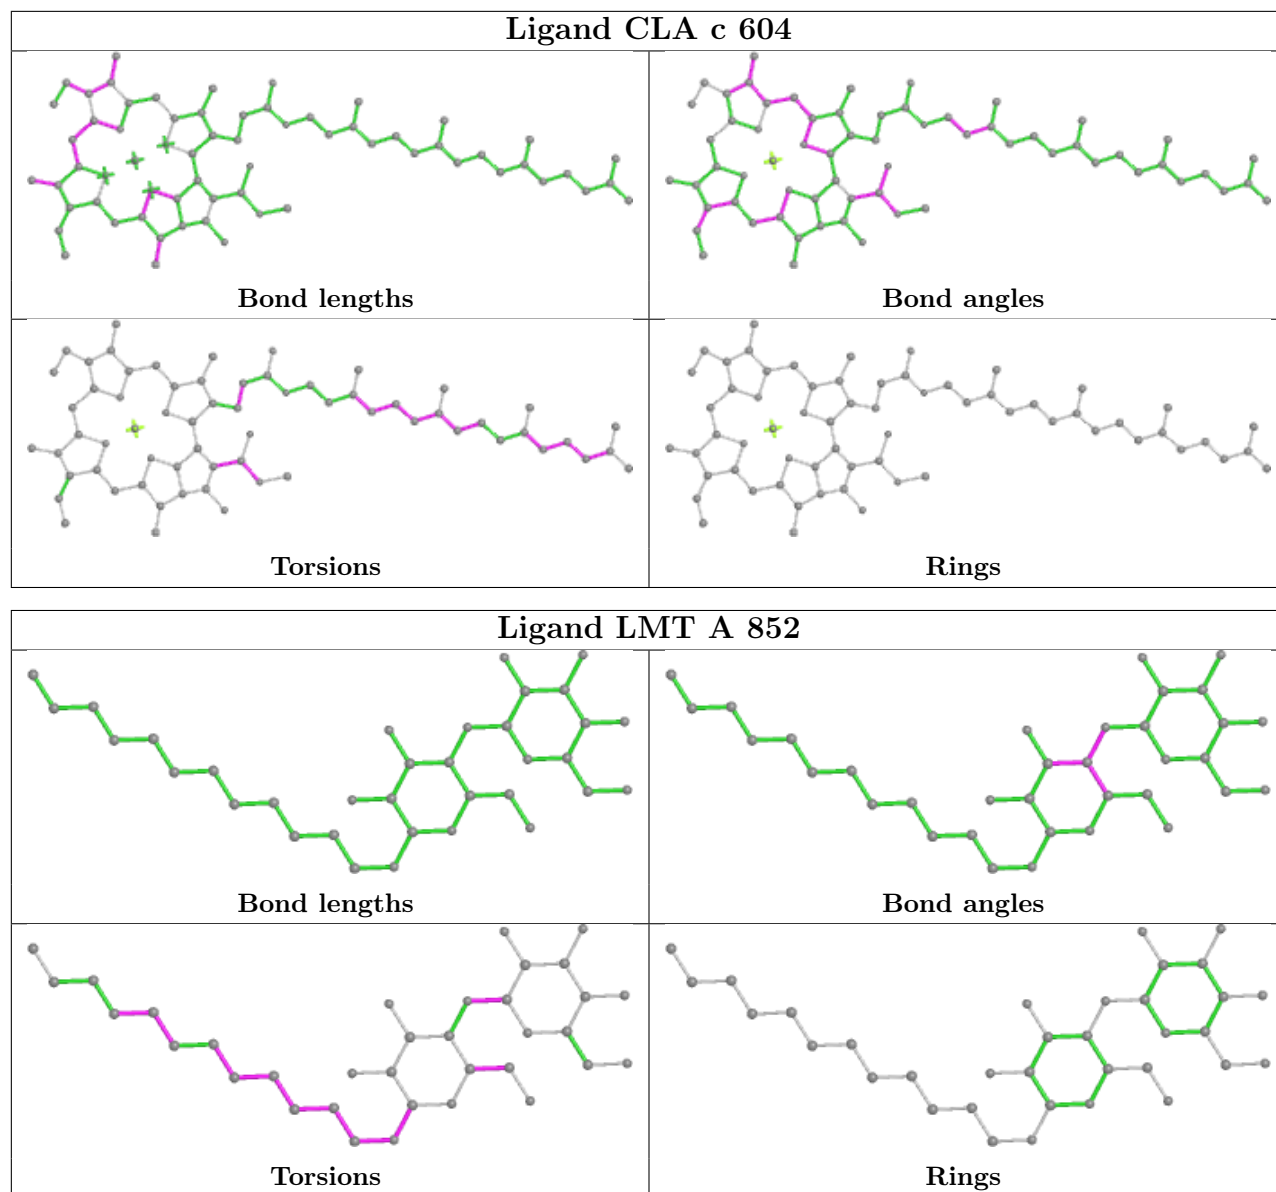 Ligand CLA c 604
Bond lengths
Bond angles
Torsions
Rings
Ligand LMT A 852
Bond lengths
Bond angles
Torsions
Rings